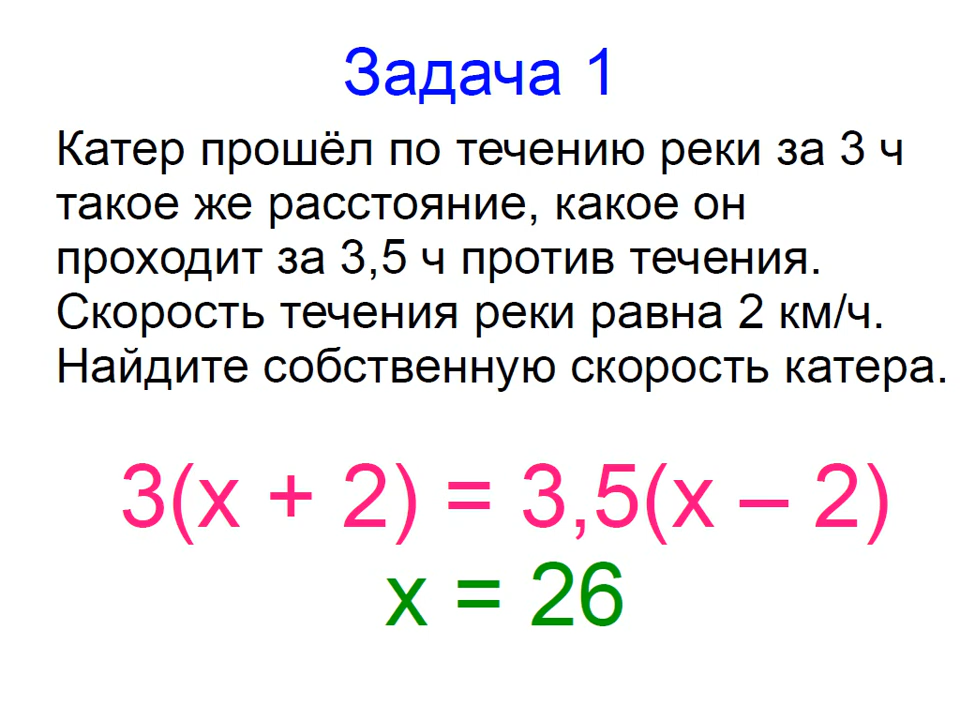 Задача 1
Катер прошёл по течению реки за 3 ч
такое же расстояние, какое он
проходит за 3,5 ч против течения.
Скорость течения реки равна 2 км/ч.
Найдите собственную скорость катера.
3(х + 2) = 3,5(х – 2)
х = 26